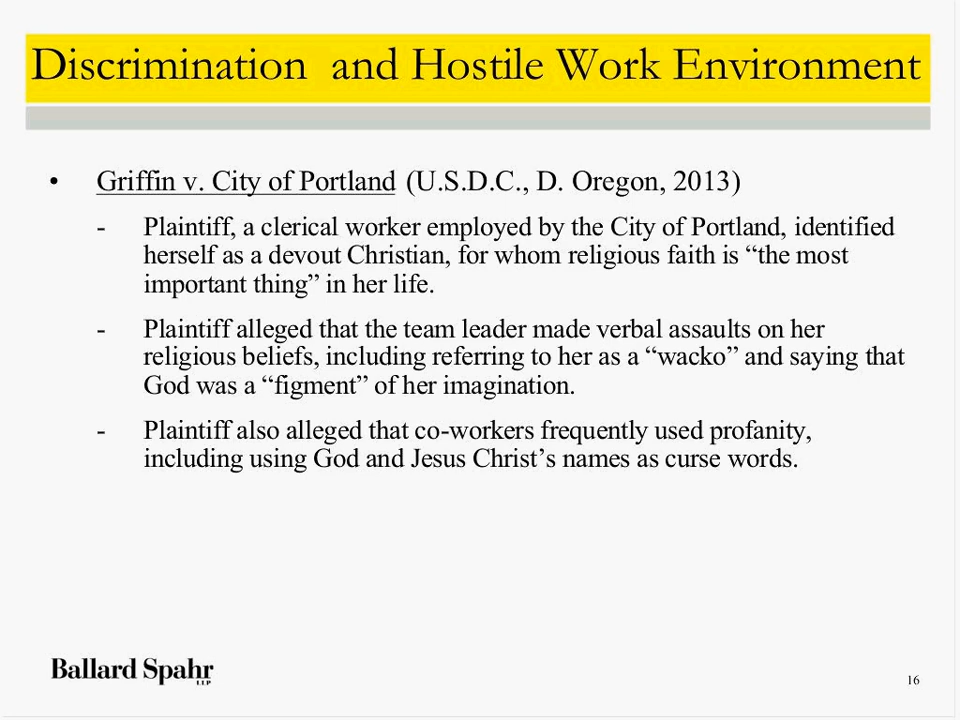 Discrimination and Hostile Work Environment
• Griffin v. City of Portland (U.S.D.C., D. Oregon, 2013)
- Plaintiff, a clerical worker employed by the City of Portland, identified
herself as a devout Christian, for whom religious faith is “the most
important thing” in her life.
- Plaintiff alleged that the team leader made verbal assaults on her
religious beliefs, including referring to her as a “wacko” and saying that
God was a “figment” of her imagination.
- Plaintiff also alleged that co-workers frequently used profanity,
including using God and Jesus Christ’s names as curse words.
Ballard Spahr
LLP
16